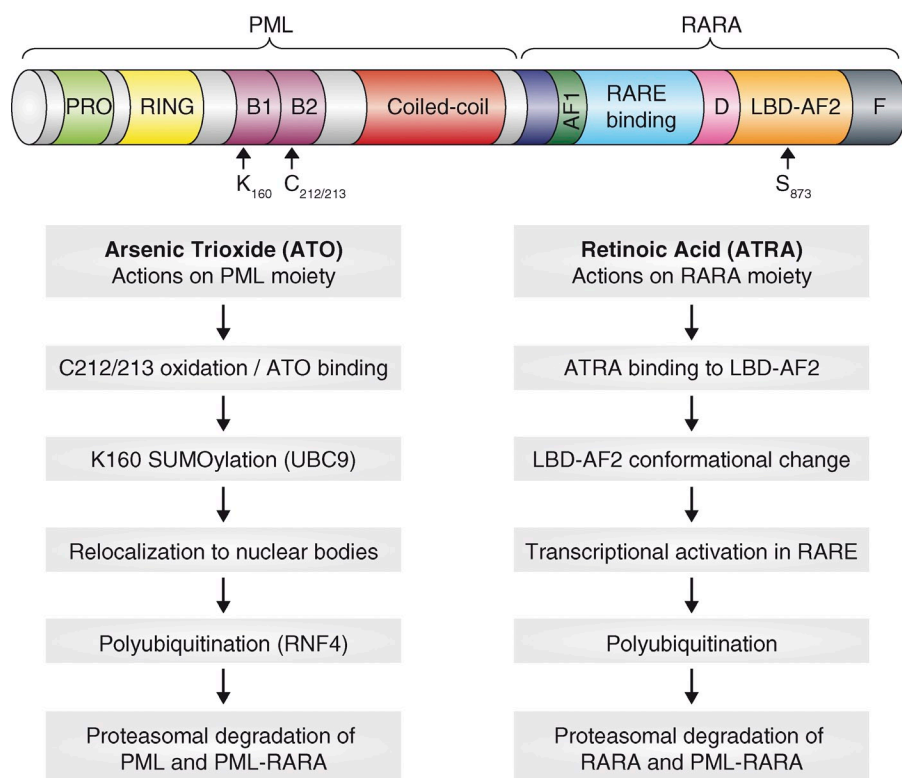 PML RARA
PRO RING B1 B2 Coiled-coil AF1 RARE binding D LBD-AF2 F
K160 C212/213 S873
Arsenic Trioxide (ATO)
Actions on PML moiety
C212/213 oxidation / ATO binding
K160 SUMOylation (UBC9)
Relocalization to nuclear bodies
Polyubiquitination (RNF4)
Proteasomal degradation of
PML and PML-RARA
Retinoic Acid (ATRA)
Actions on RARA moiety
ATRA binding to LBD-AF2
LBD-AF2 conformational change
Transcriptional activation in RARE
Polyubiquitination
Proteasomal degradation of
RARA and PML-RARA